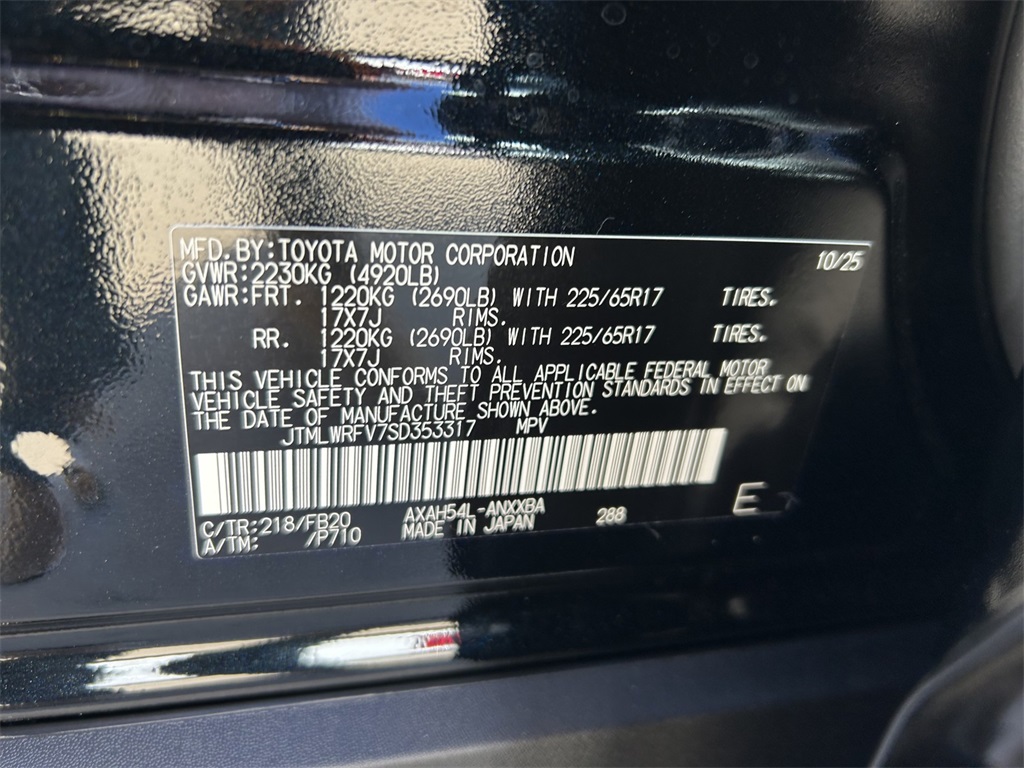 MFD. BY: TOYOTA MOTOR CORPORATION 10/25
GVWR: 2230KG (4920LB)
GAWR: FRT. 1220KG (2690LB) WITH 225/65R17 TIRES.
17X7J RIMS.
RR. 1220KG (2690LB) WITH 225/65R17 TIRES.
17X7J RIMS.
THIS VEHICLE CONFORMS TO ALL APPLICABLE FEDERAL MOTOR
VEHICLE SAFETY AND THEFT PREVENTION STANDARDS IN EFFECT ON
THE DATE OF MANUFACTURE SHOWN ABOVE.
JTMLWRFV7SD353317 MPV
C/TR: 218/FB20 AXAH54L-ANXXBA 288 E
A/TM: /P710 MADE IN JAPAN